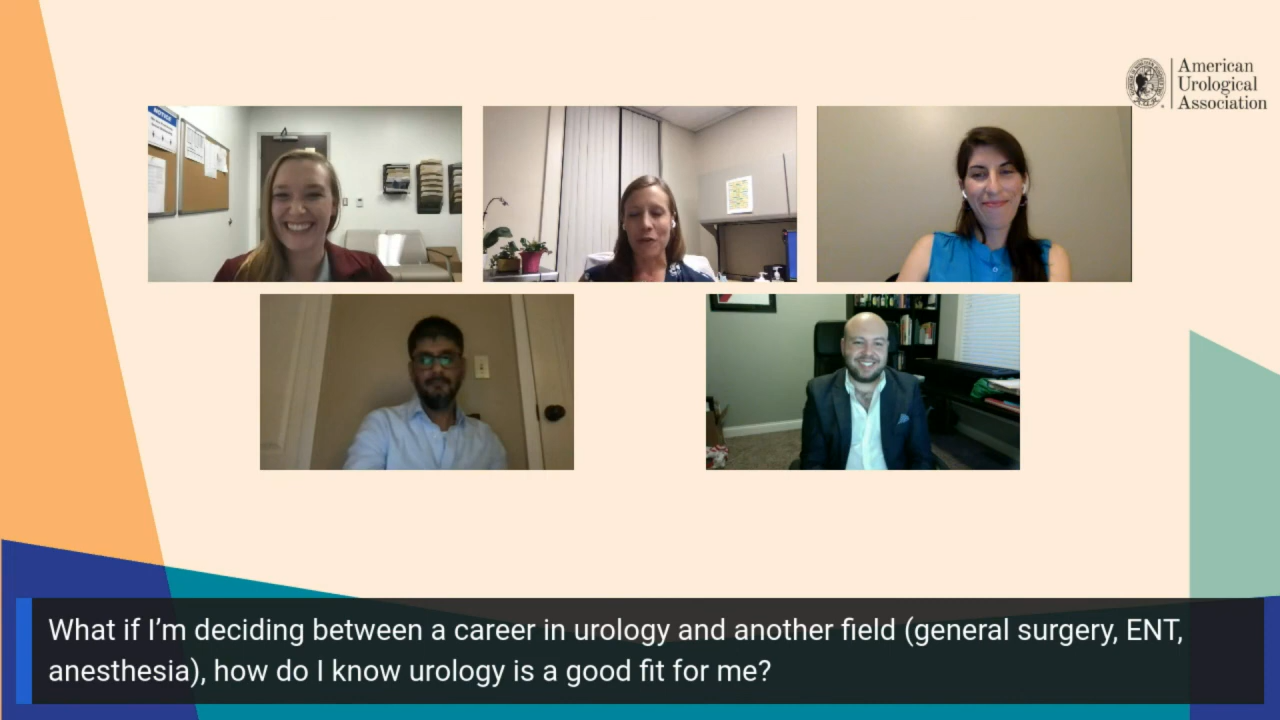 American
Urological
Association
NOTICE
What if I’m deciding between a career in urology and another field (general surgery, ENT,
anesthesia), how do I know urology is a good fit for me?